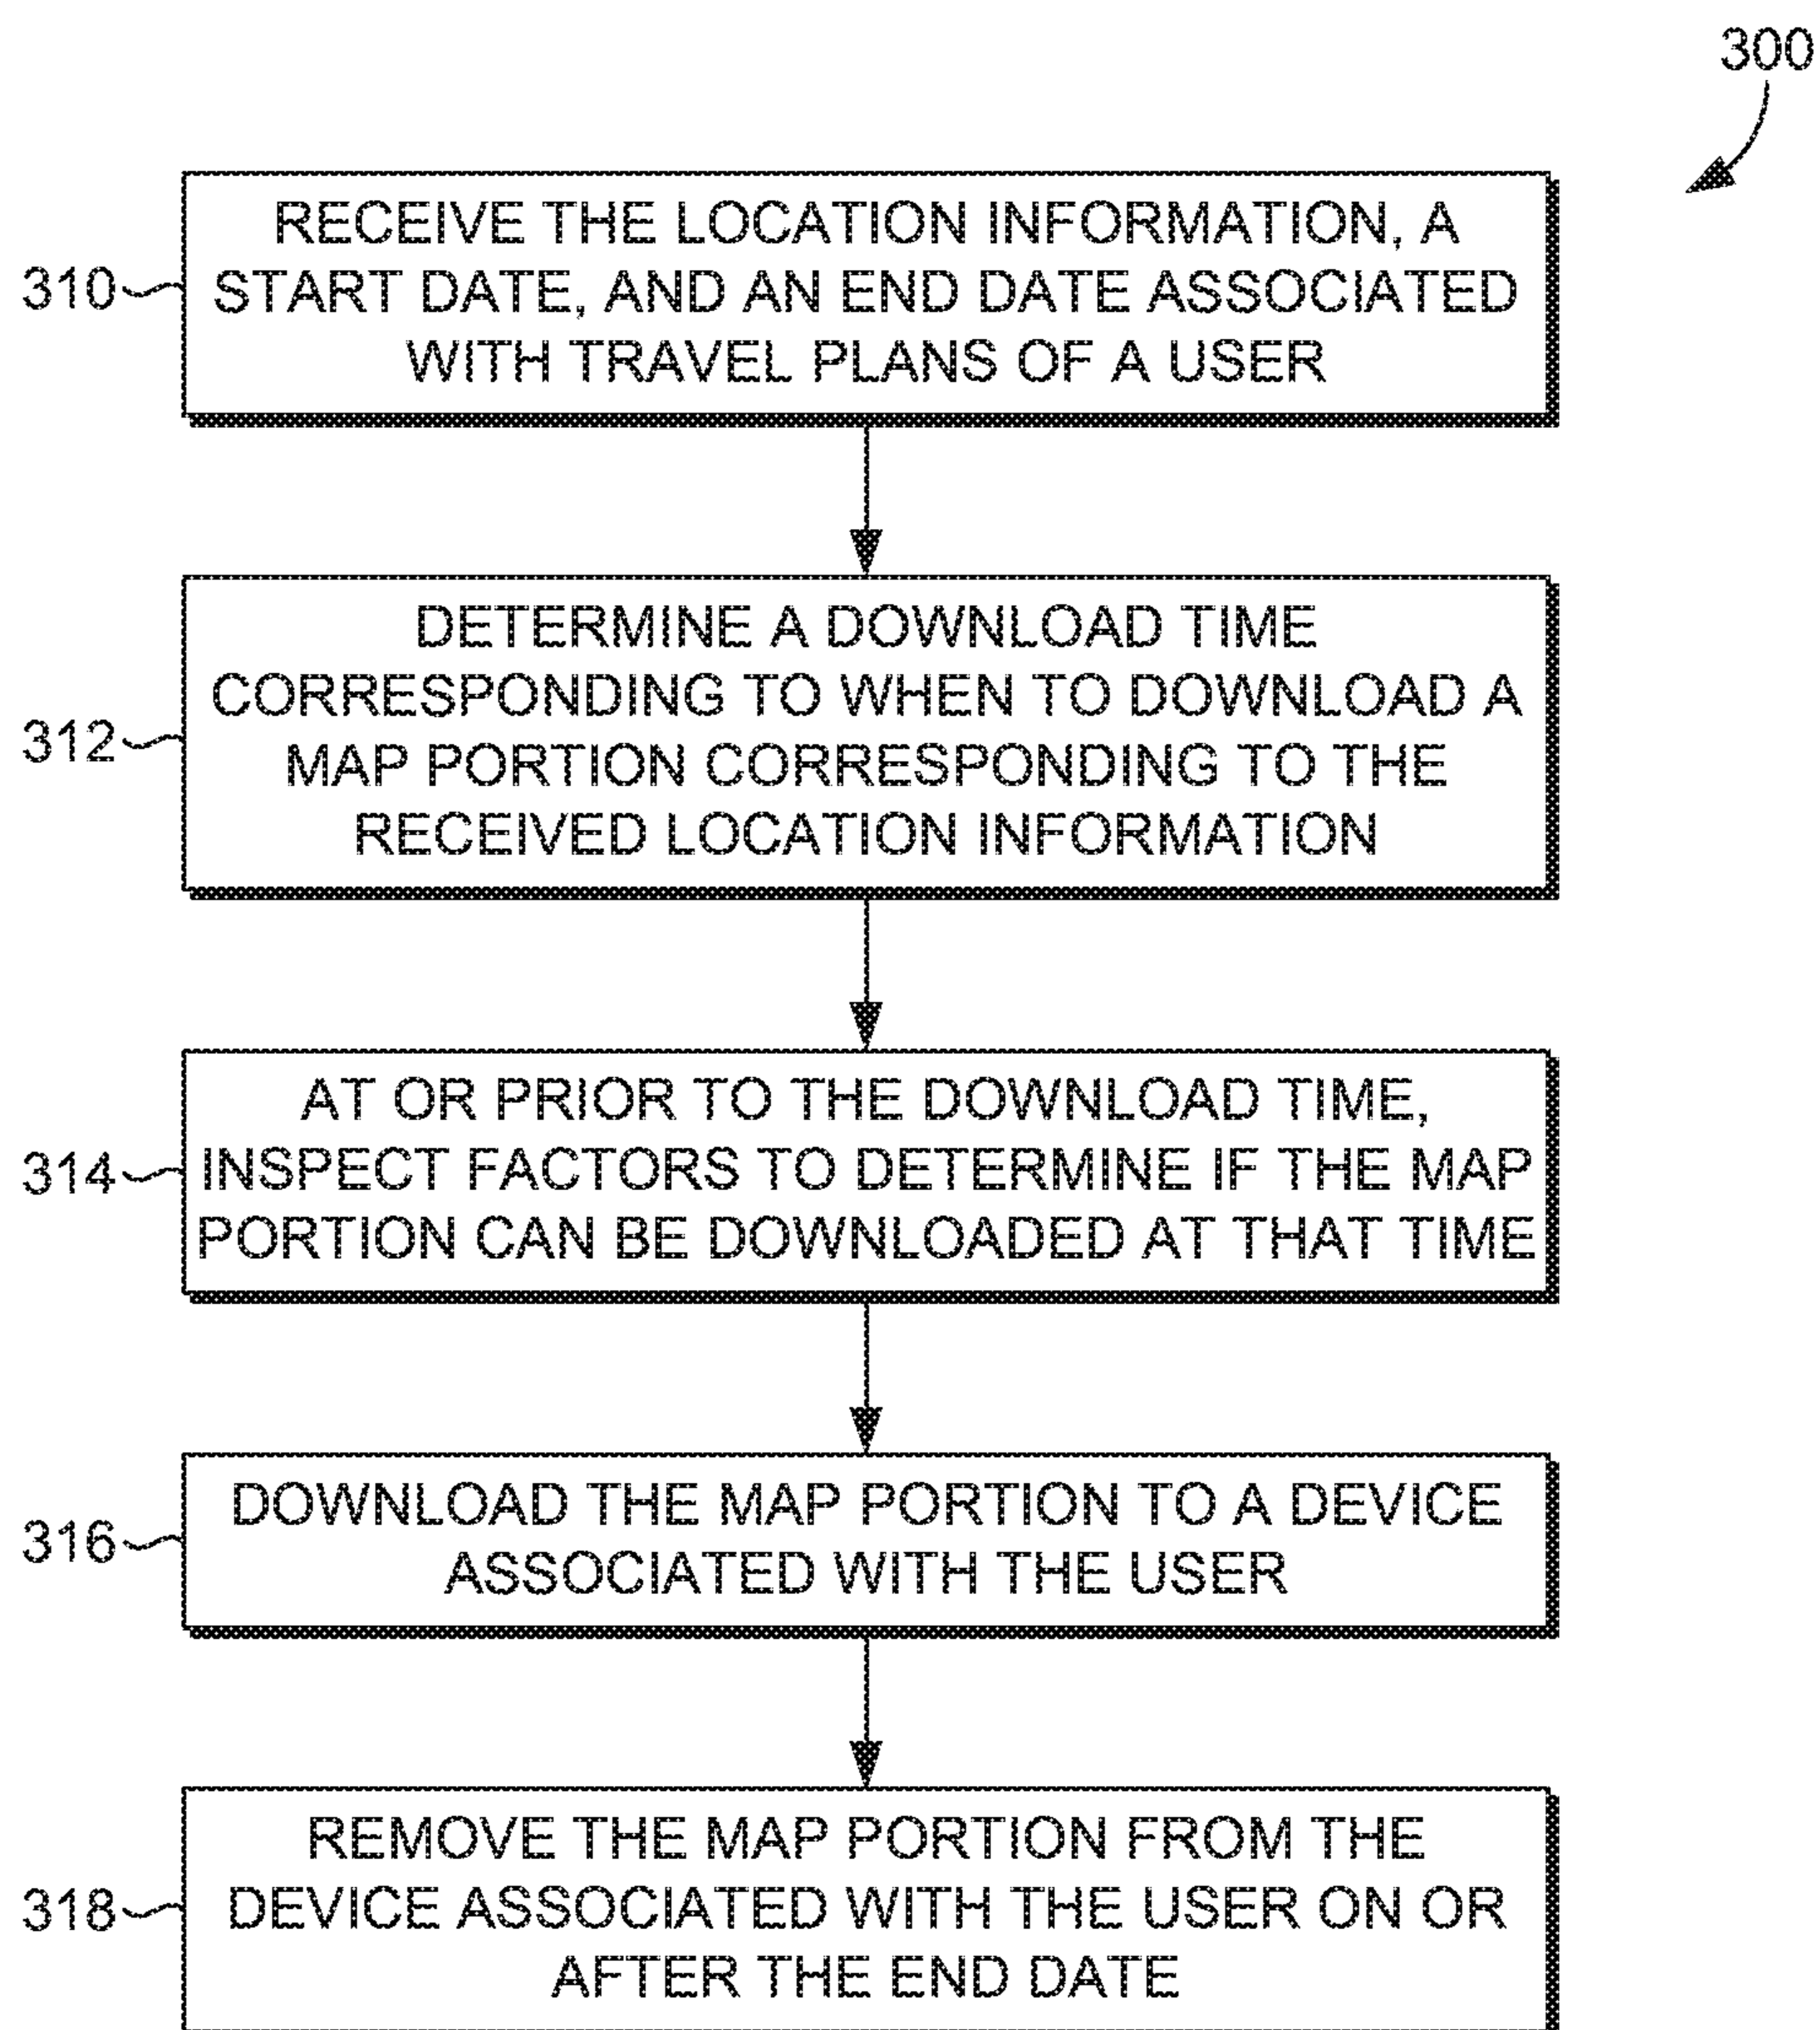 300
310
RECEIVE THE LOCATION INFORMATION, A
START DATE, AND AN END DATE ASSOCIATED
WITH TRAVEL PLANS OF A USER
312
DETERMINE A DOWNLOAD TIME
CORRESPONDING TO WHEN TO DOWNLOAD A
MAP PORTION CORRESPONDING TO THE
RECEIVED LOCATION INFORMATION
314
AT OR PRIOR TO THE DOWNLOAD TIME,
INSPECT FACTORS TO DETERMINE IF THE MAP
PORTION CAN BE DOWNLOADED AT THAT TIME
316
DOWNLOAD THE MAP PORTION TO A DEVICE
ASSOCIATED WITH THE USER
318
REMOVE THE MAP PORTION FROM THE
DEVICE ASSOCIATED WITH THE USER ON OR
AFTER THE END DATE